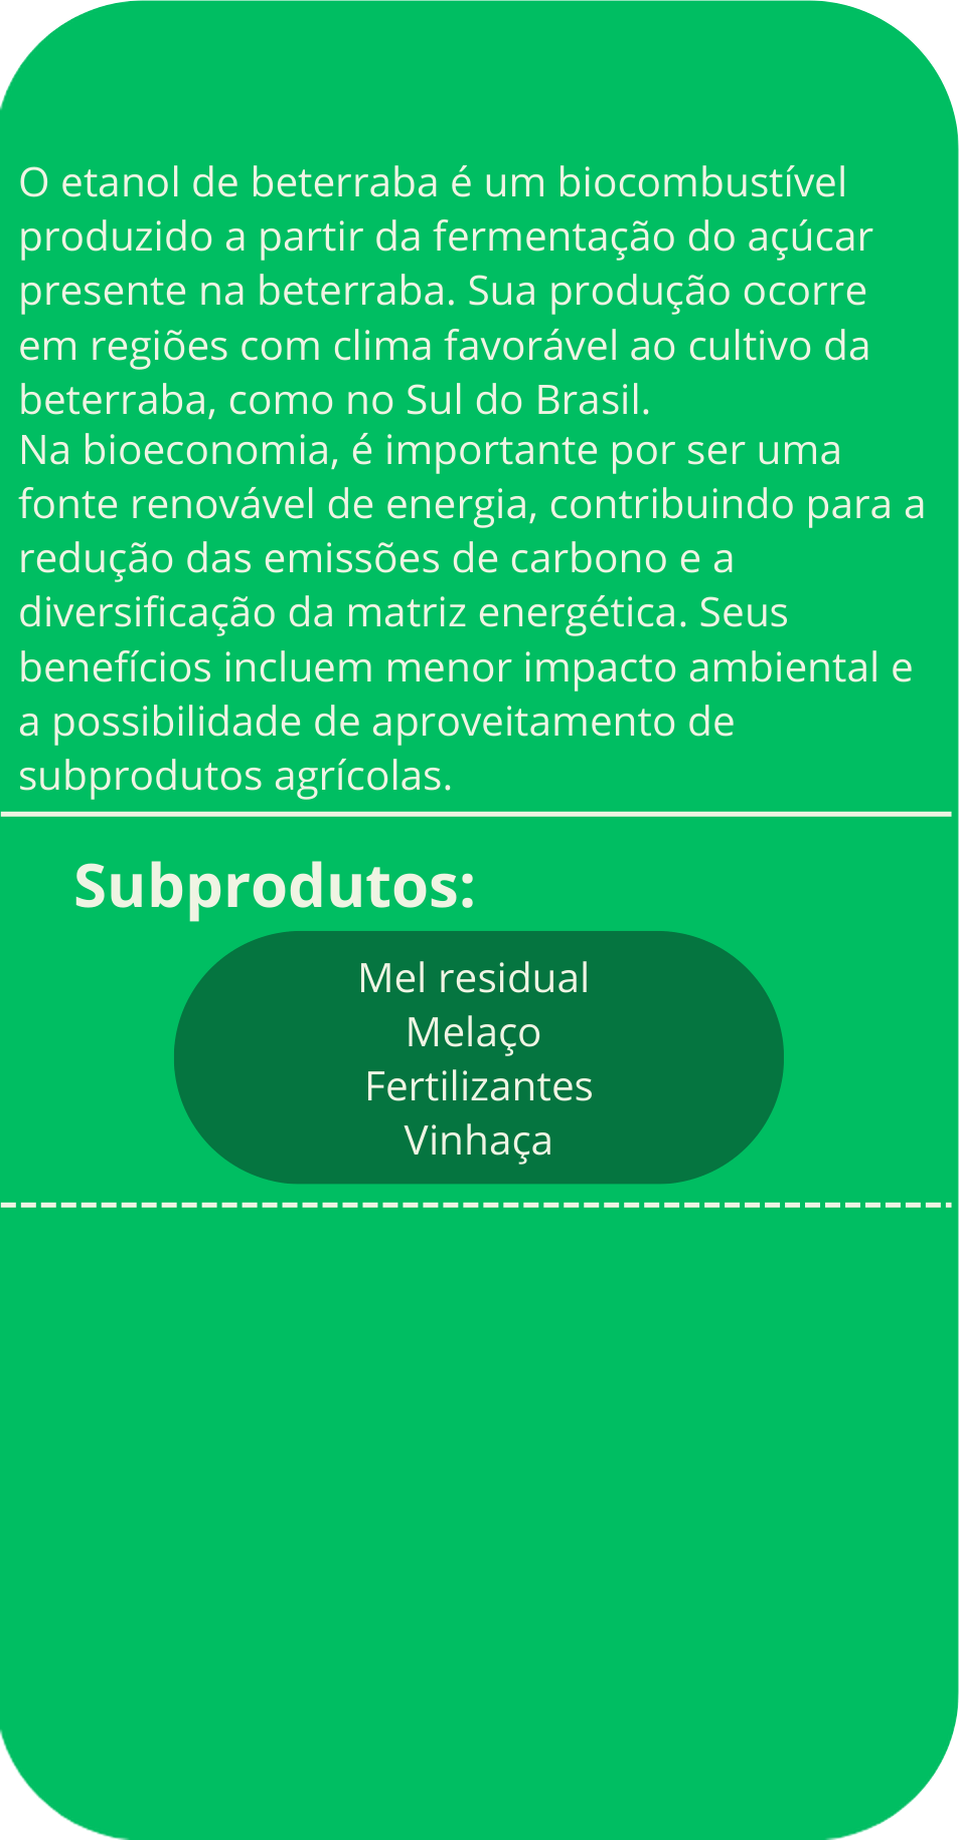 O etanol de beterraba é um biocombustível
produzido a partir da fermentação do açúcar
presente na beterraba. Sua produção ocorre
em regiões com clima favorável ao cultivo da
beterraba, como no Sul do Brasil.
Na bioeconomia, é importante por ser uma
fonte renovável de energia, contribuindo para a
redução das emissões de carbono e a
diversificação da matriz energética. Seus
benefícios incluem menor impacto ambiental e
a possibilidade de aproveitamento de
subprodutos agrícolas.
Subprodutos:
Mel residual
Melaço
Fertilizantes
Vinhaça